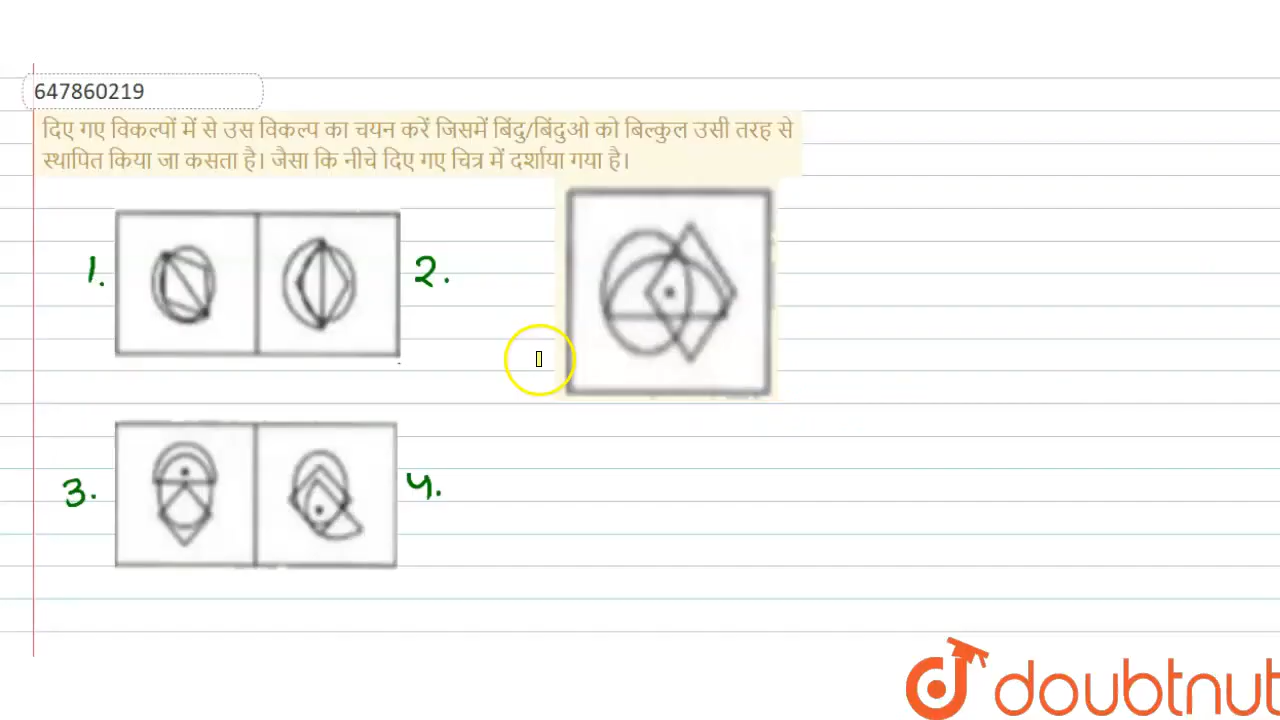 647860219
दिए गए विकल्पों में से उस विकल्प का चयन करें जिसमें बिंदु/बिंदुओ को बिल्कुल उसी तरह से
स्थापित किया जा कसता है। जैसा कि नीचे दिए गए चित्र में दर्शाया गया है।
1.
2.
3.
4.
doubtnut